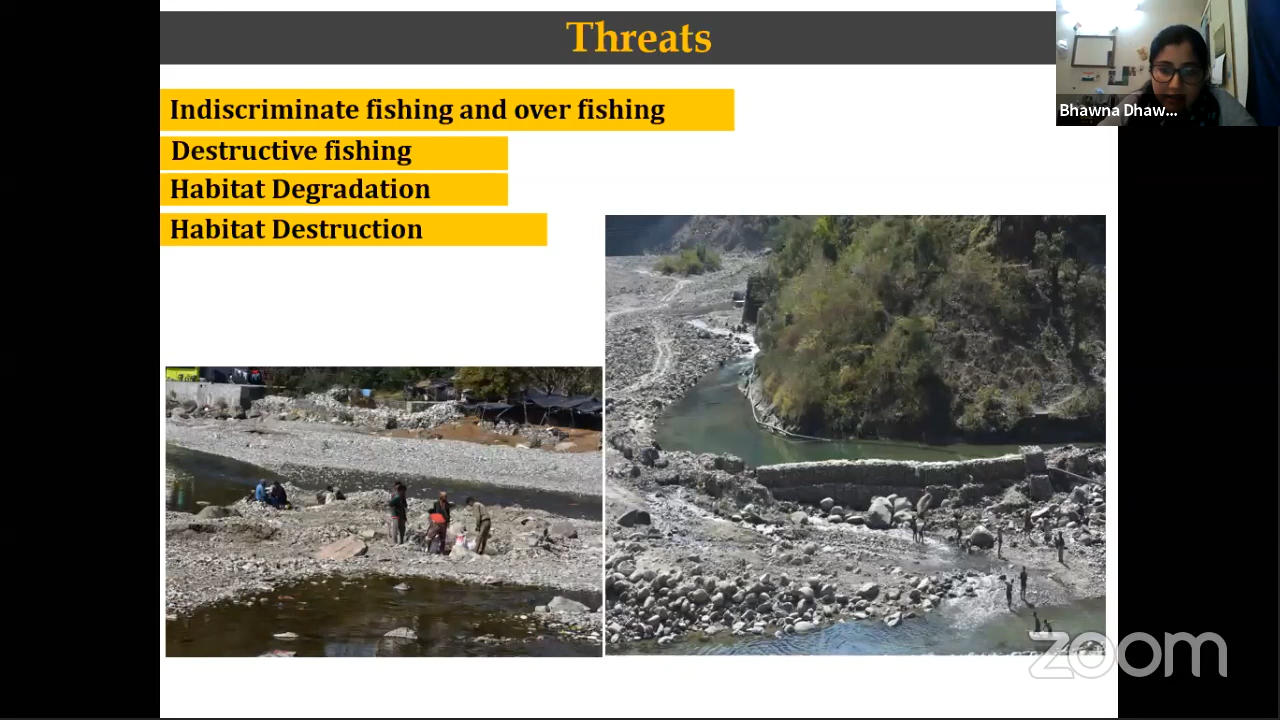 Threats
Indiscriminate fishing and over fishing
Destructive fishing
Habitat Degradation
Habitat Destruction
Bhawna Dhaw...
zoom